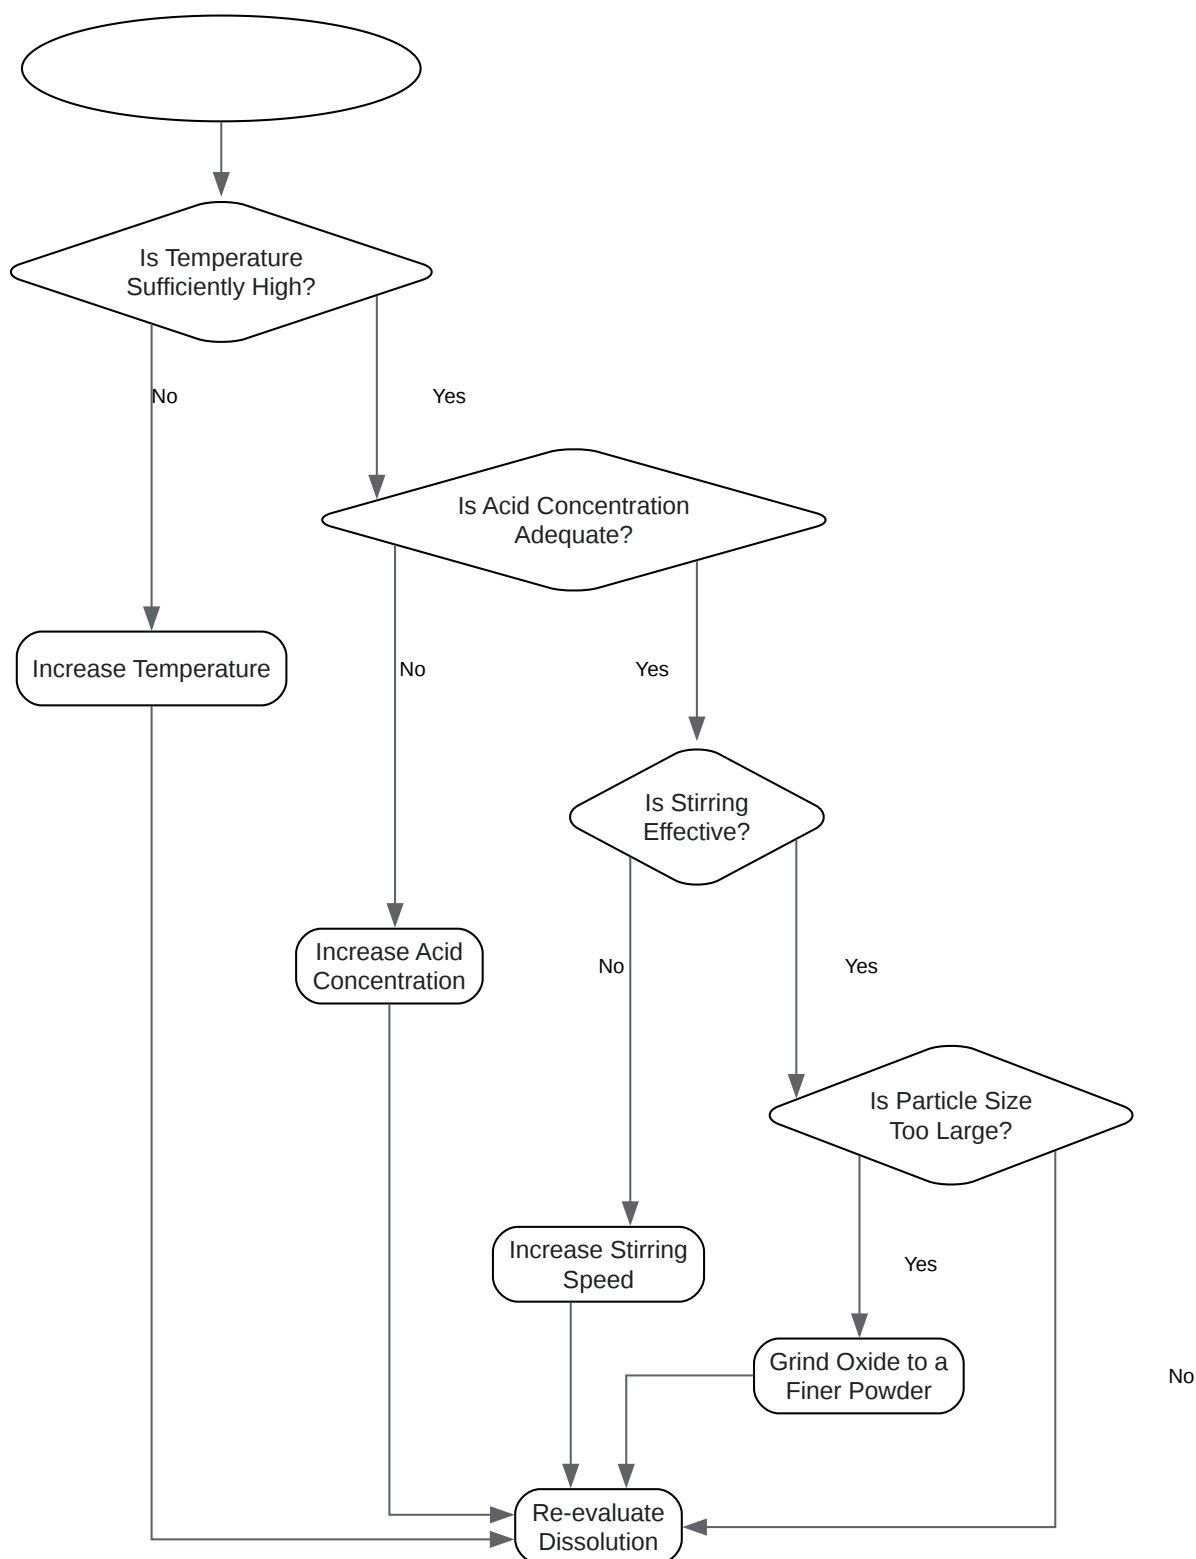 Is Temperature
Sufficiently High?
No
Yes
Is Acid Concentration
Adequate?
Increase Temperature
No
Yes
Is Stirring
Effective?
Increase Acid
Concentration
No
Yes
Is Particle Size
Too Large?
Increase Stirring
Speed
Yes
Grind Oxide to a
Finer Powder
No
Re-evaluate
Dissolution